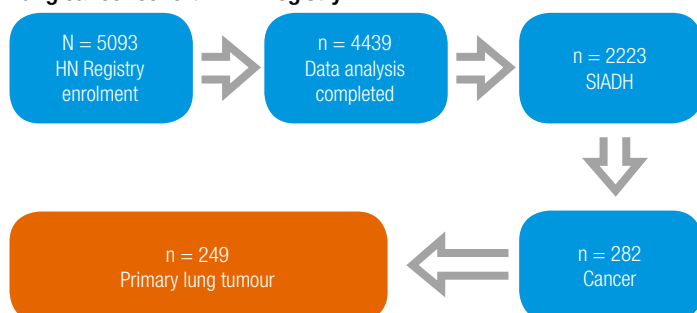 N = 5093
HN Registry
enrolment
n = 4439
Data analysis
completed
n = 2223
SIADH
n = 282
Cancer
n = 249
Primary lung tumour